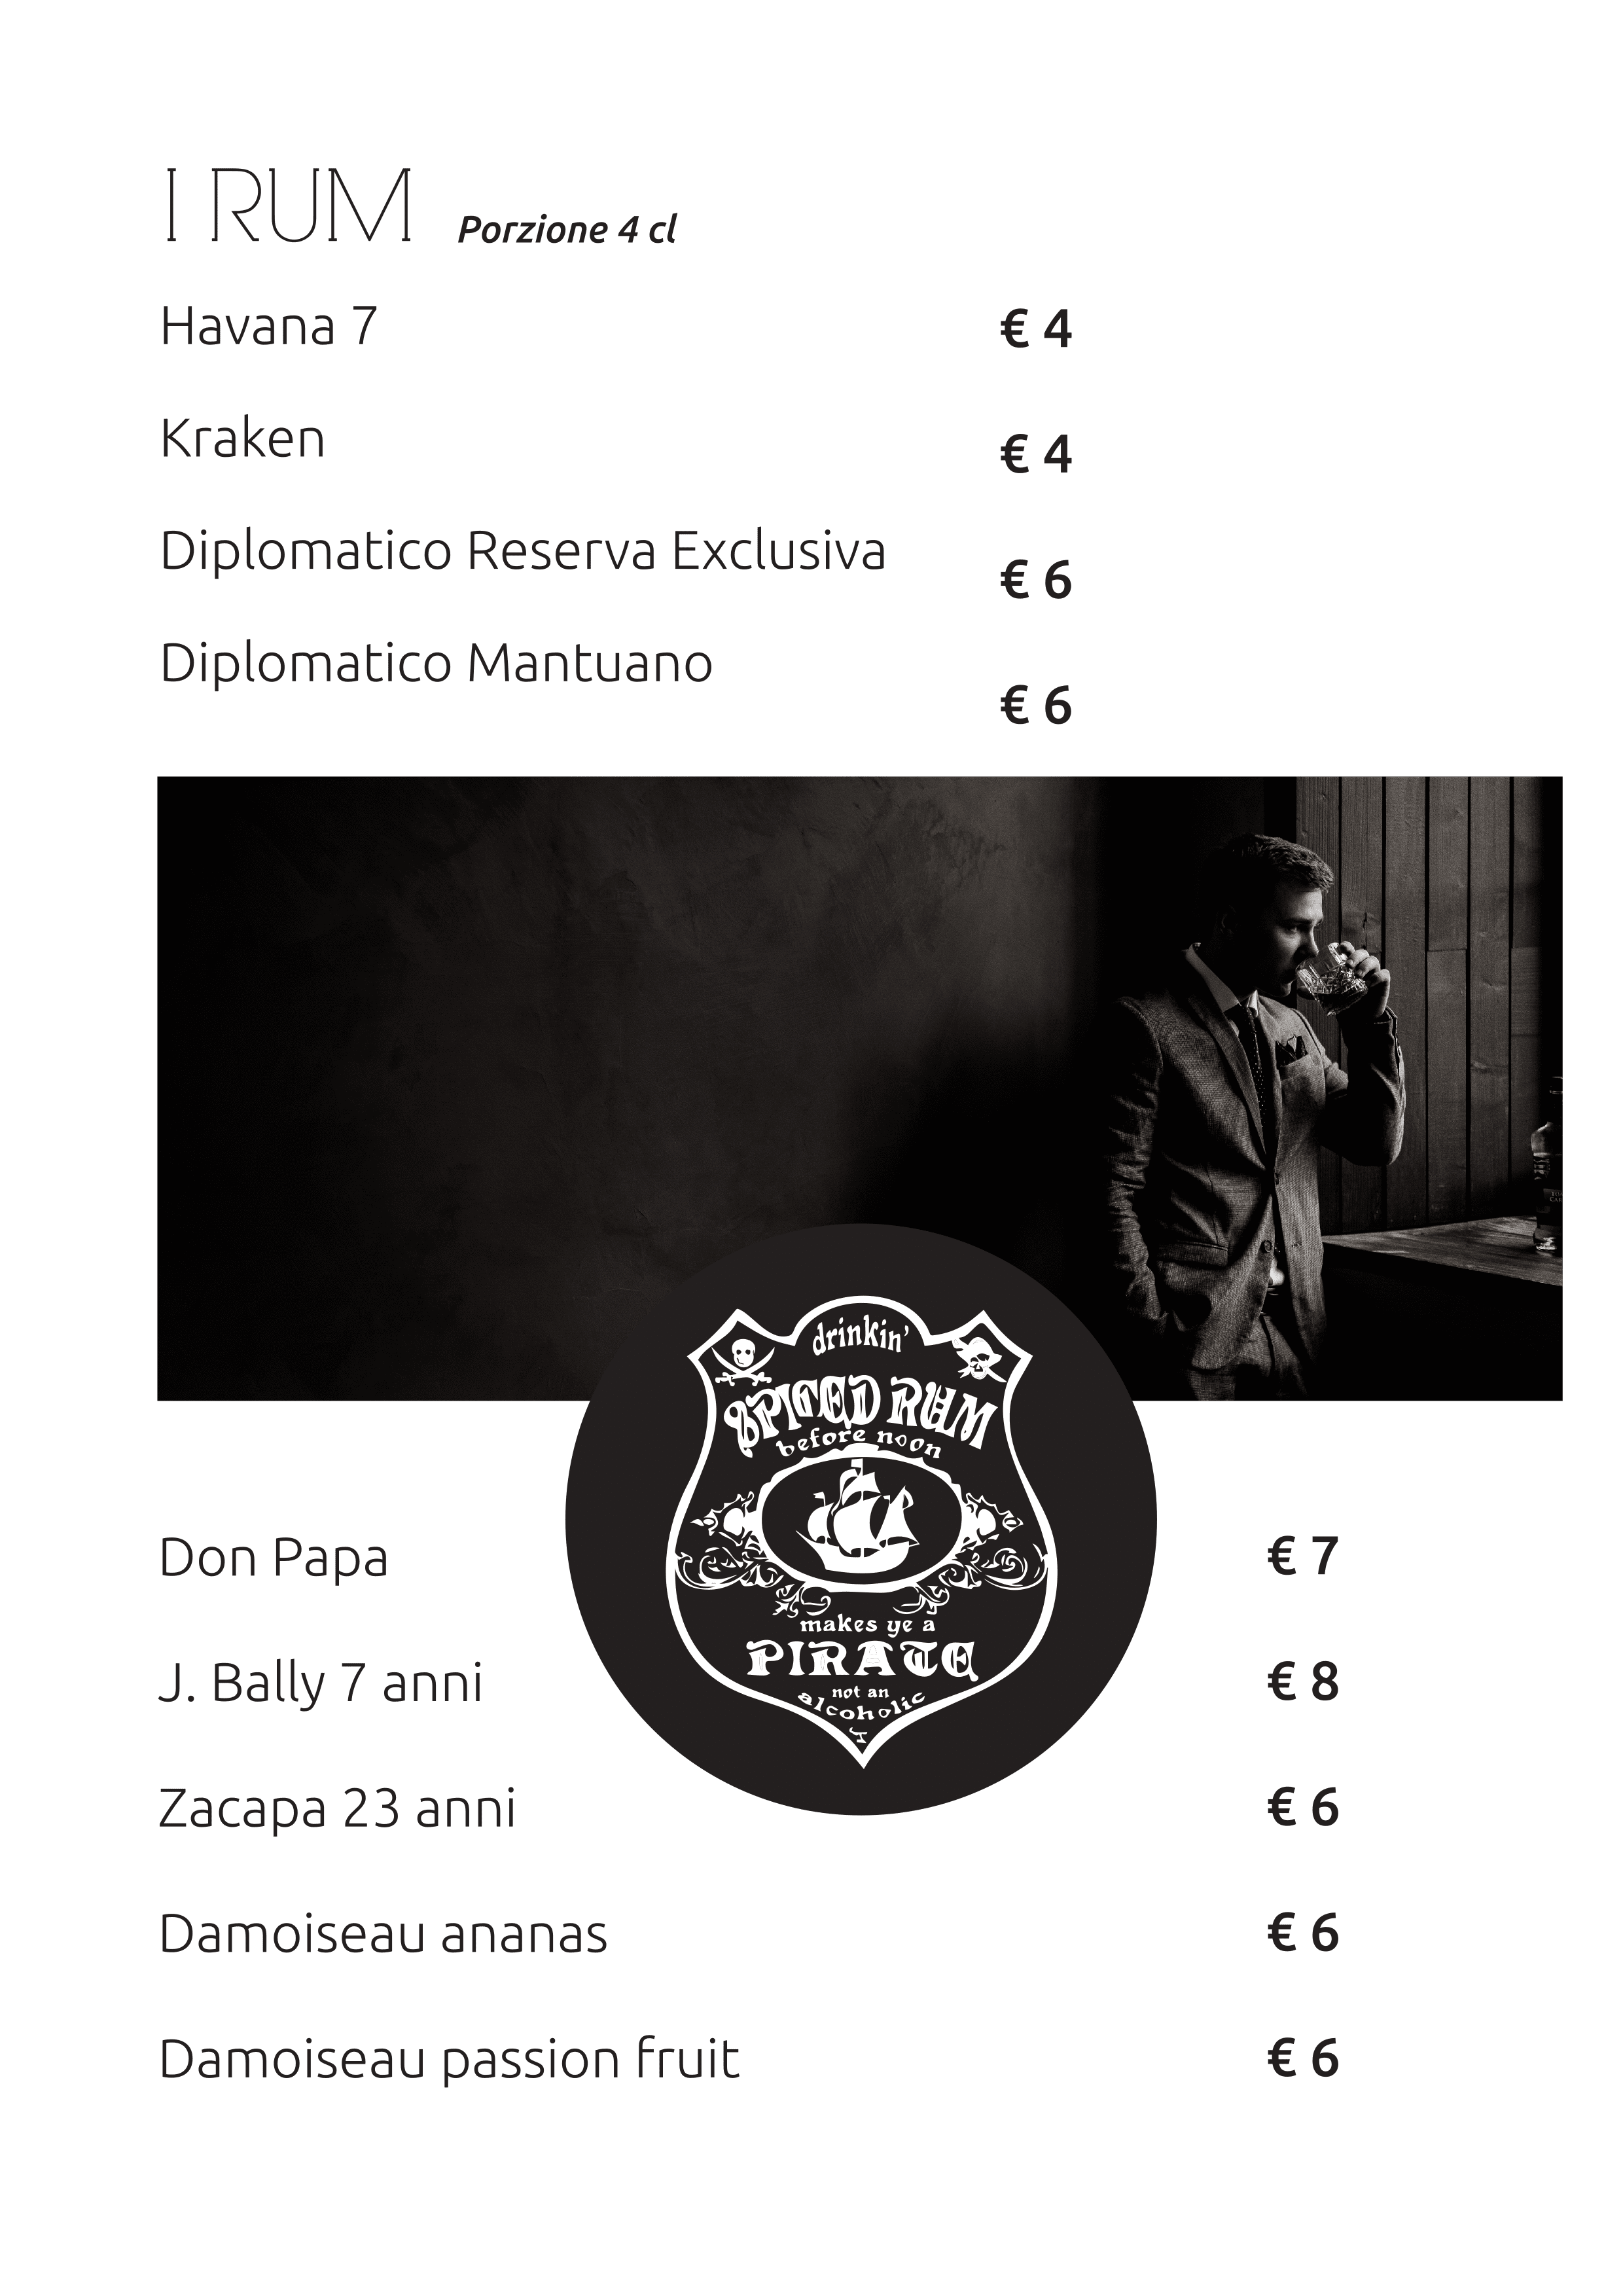 I RUM Porzione 4 cl
Havana 7 € 4
Kraken € 4
Diplomatico Reserva Exclusiva € 6
Diplomatico Mantuano € 6
drinkin'
SPICED RUM
before noon
makes ye a
PIRATE
not an
alcoholic
Don Papa € 7
J. Bally 7 anni € 8
Zacapa 23 anni € 6
Damoiseau ananas € 6
Damoiseau passion fruit € 6